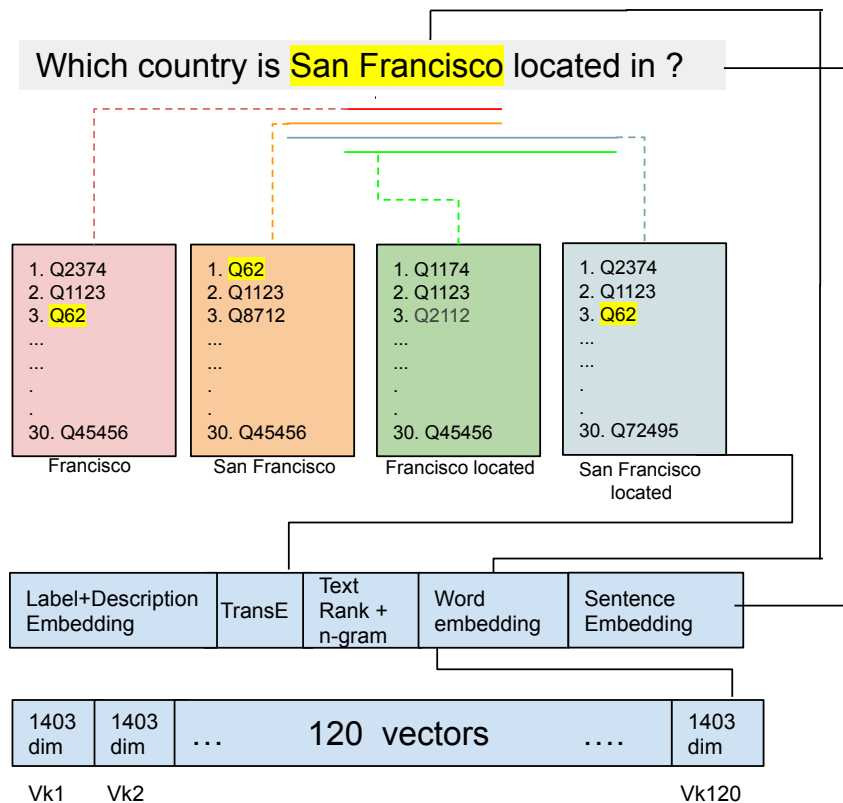 Which country is San Francisco located in ?
1. Q2374
2. Q1123
3. Q62
...
...
.
.
30. Q45456
Francisco
1. Q62
2. Q1123
3. Q8712
...
...
.
.
30. Q45456
San Francisco
1. Q1174
2. Q1123
3. Q2112
...
...
.
.
30. Q45456
Francisco located
1. Q2374
2. Q1123
3. Q62
...
...
.
.
30. Q72495
San Francisco
located
Label+Description
Embedding
TransE
Text
Rank +
n-gram
Word
embedding
Sentence
Embedding
1403
dim
1403
dim
... 120 vectors ....
1403
dim
Vk1
Vk2
Vk120